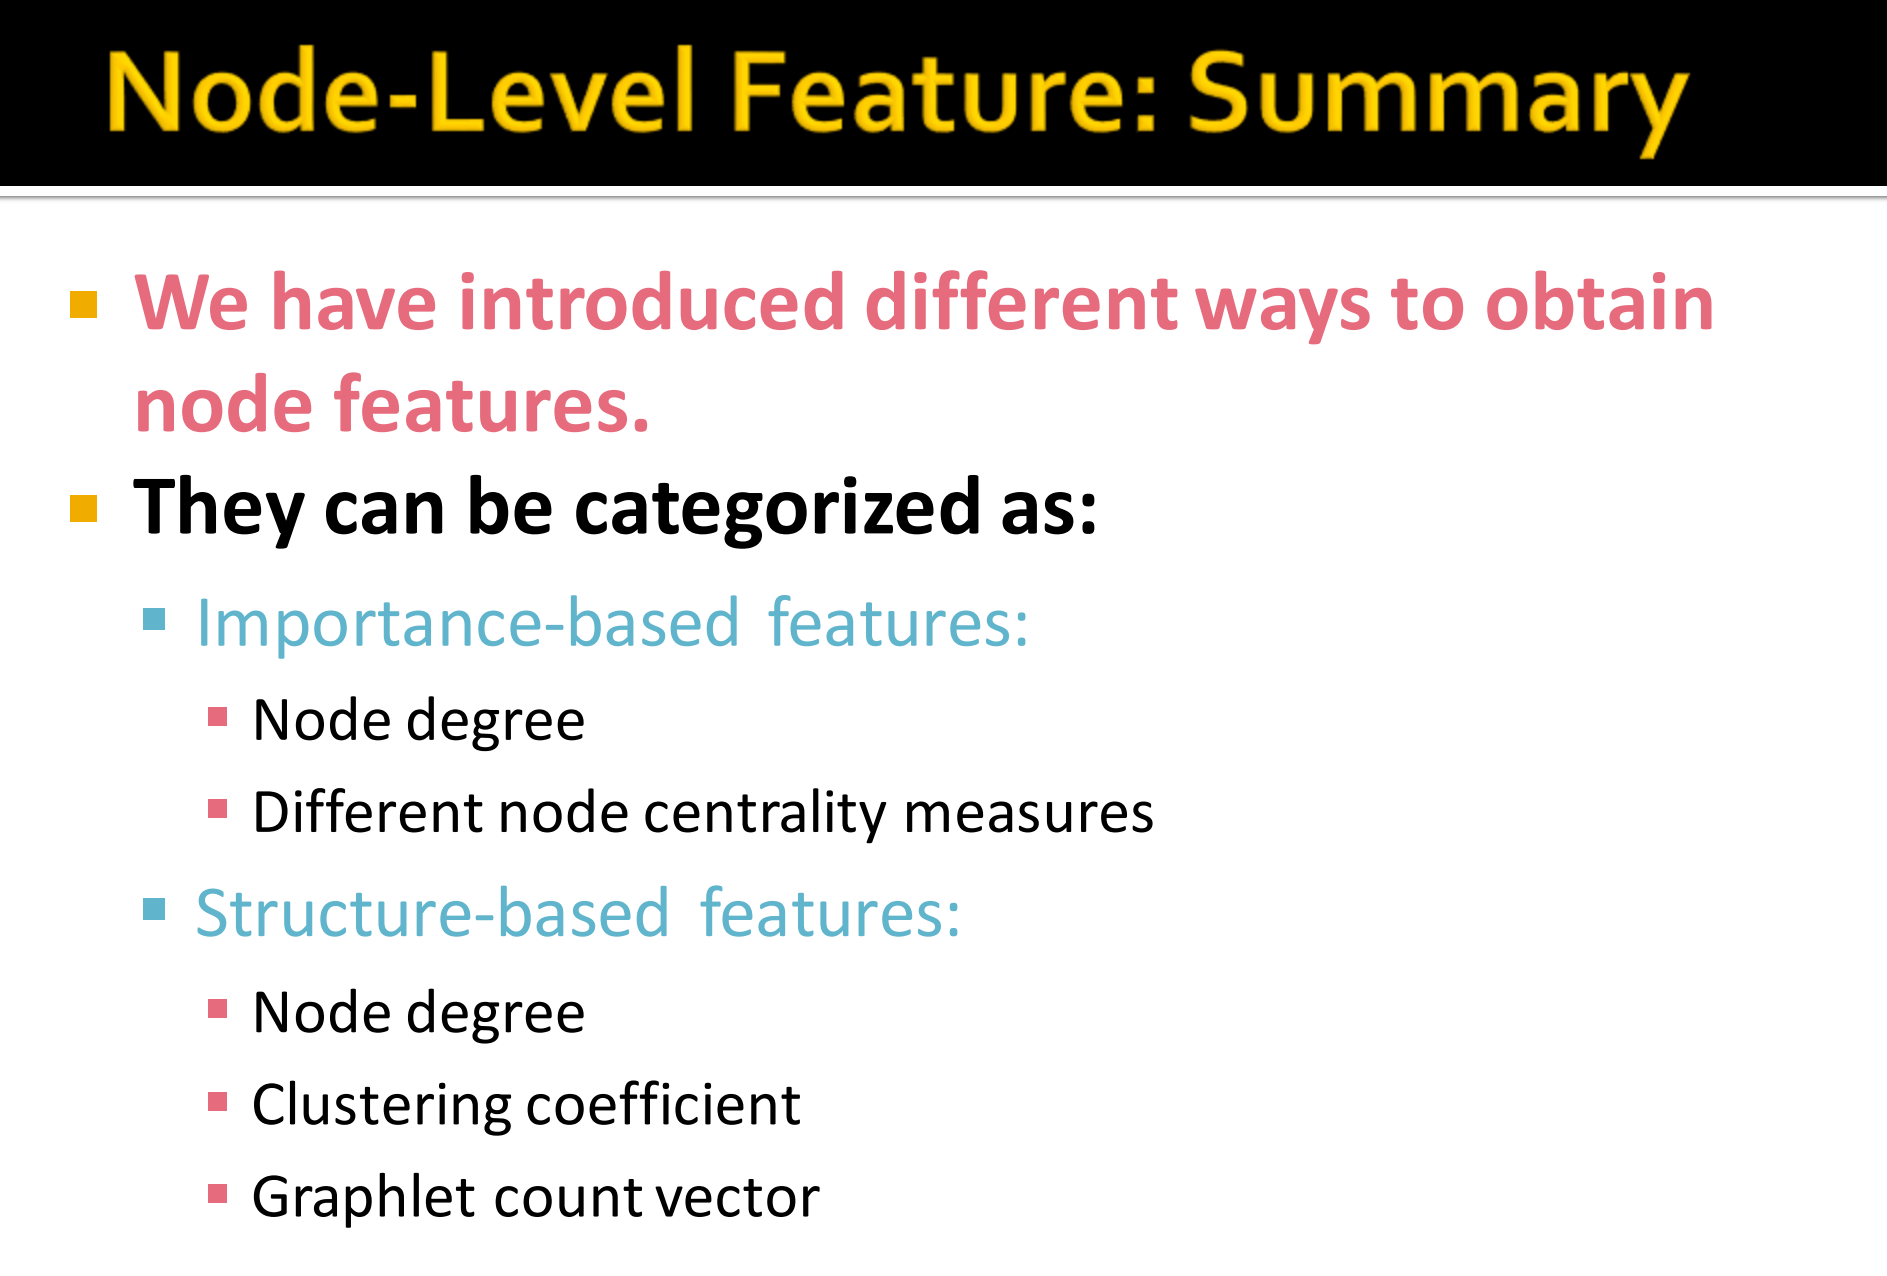 Node-Level Feature: Summary
We have introduced different ways to obtain
node features.
They can be categorized as:
Importance-based features:
Node degree
Different node centrality measures
Structure-based features:
Node degree
Clustering coefficient
Graphlet count vector